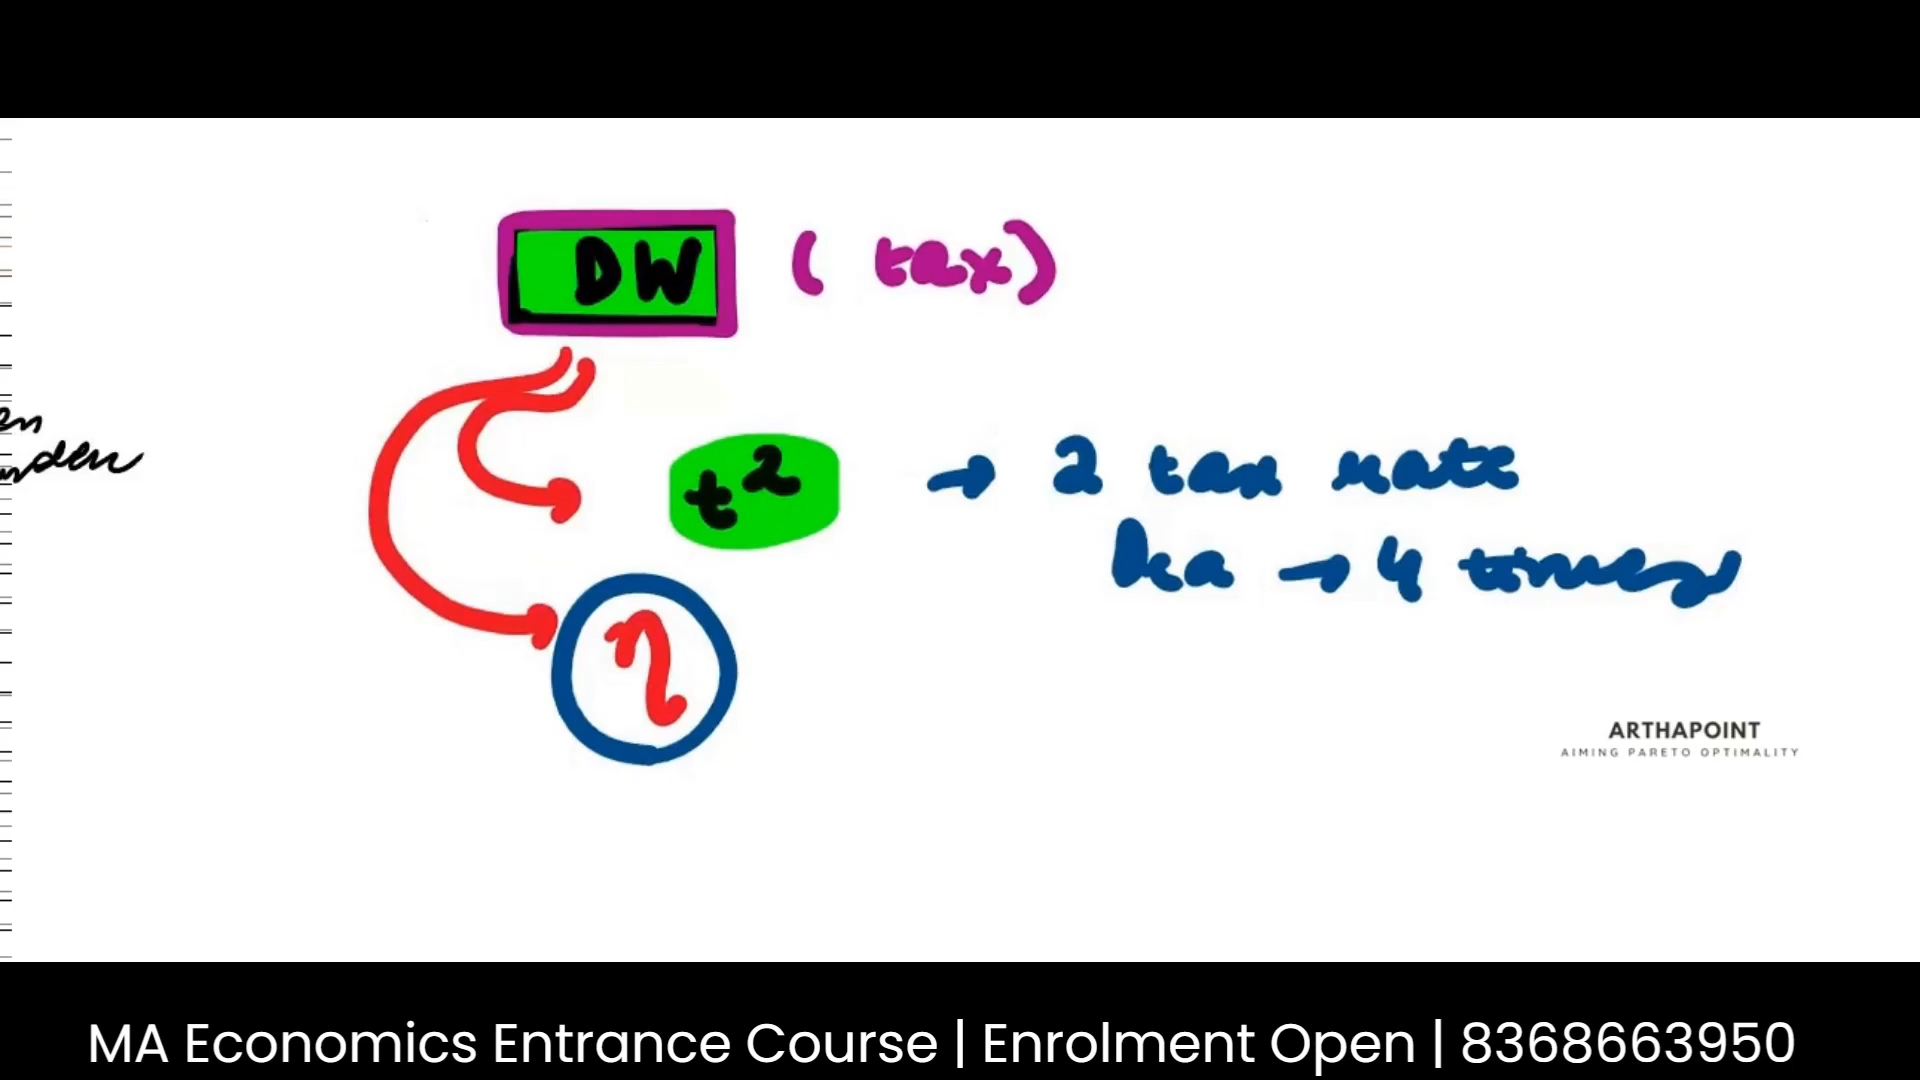 DW (tax)
t² → 2 tax rate
ka → 4 times
η
ARTHAPOINT
AIMING PARETO OPTIMALITY
MA Economics Entrance Course | Enrolment Open | 8368663950